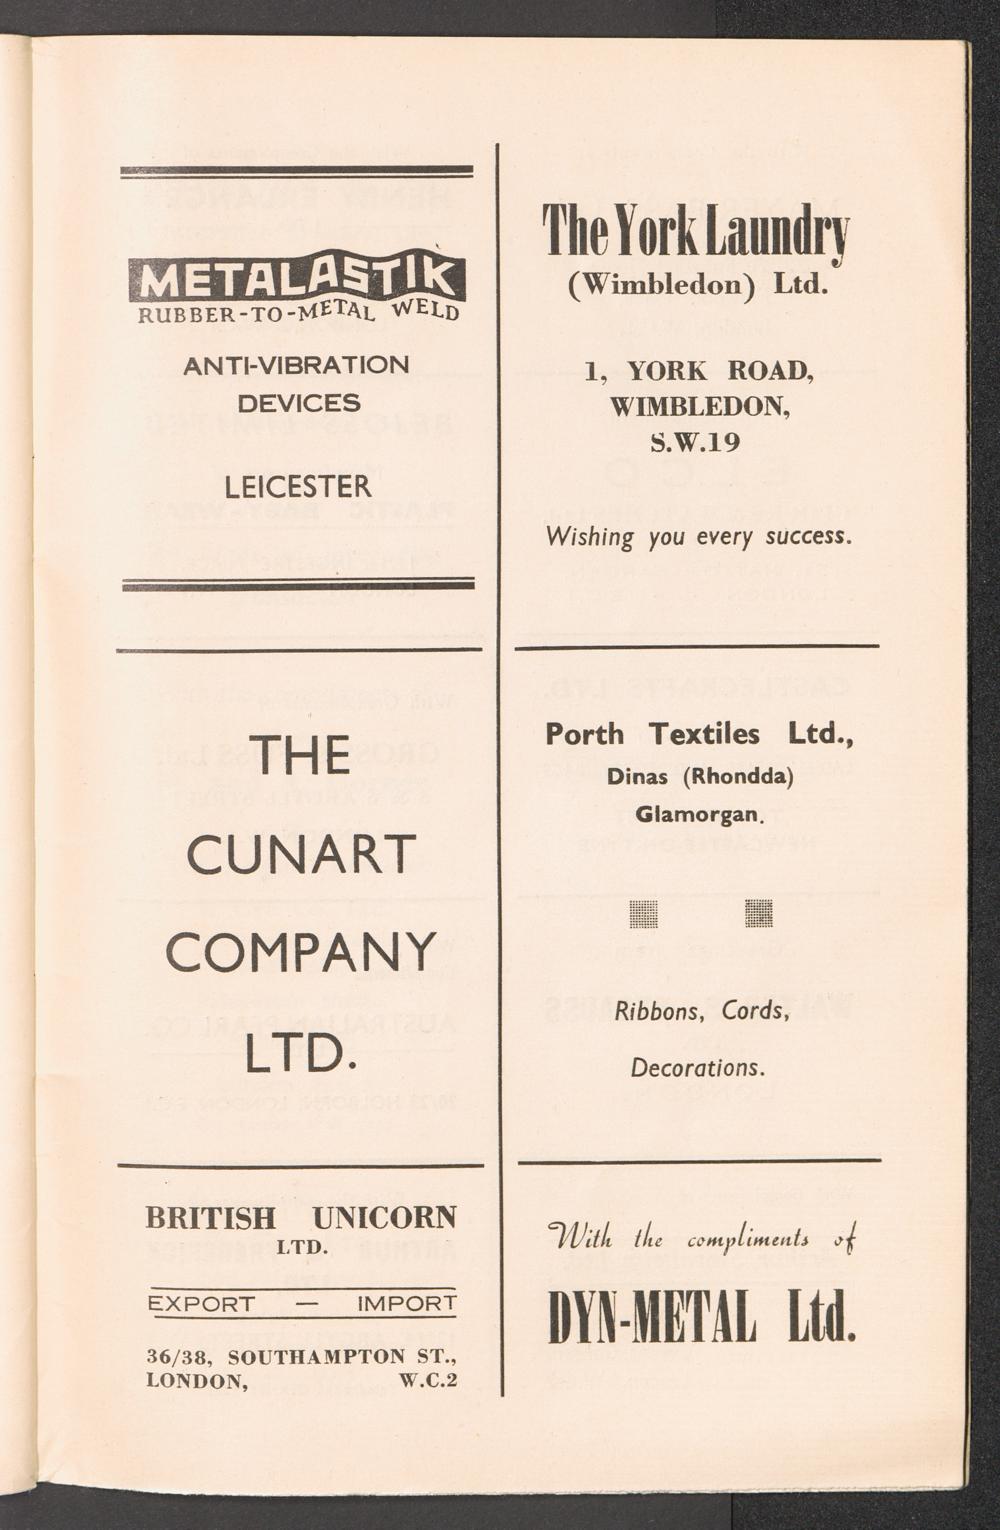 METALASTIK
RUBBER-TO-METAL WELD
ANTI-VIBRATION
DEVICES
LEICESTER
THE
CUNART
COMPANY
LTD.
BRITISH UNICORN
LTD.
EXPORT — IMPORT
36/38, SOUTHAMPTON ST.,
LONDON, W.C.2
The York Laundry
(Wimbledon) Ltd.
1, YORK ROAD,
WIMBLEDON,
S.W.19
Wishing you every success.
Porth Textiles Ltd.,
Dinas (Rhondda)
Glamorgan.
Ribbons, Cords,
Decorations.
With the compliments of
DYN-METAL Ltd.